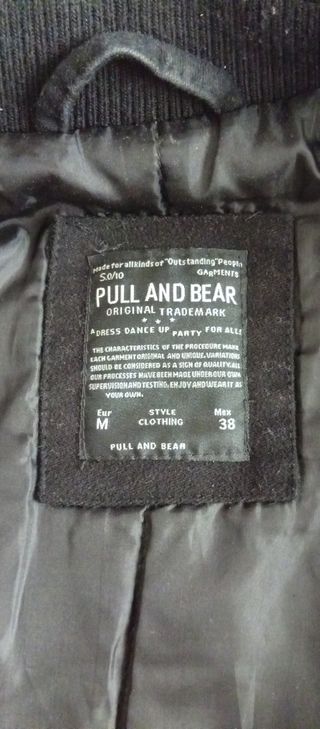 Made for allkinds of "Outstanding" People
S.0/10 GARMENTS
PULL AND BEAR
ORIGINAL TRADEMARK
A DRESS DANCE UP PARTY FOR ALL!
THE CHARACTERISTICS OF THE PROCEDURE MAKE
EACH GARMENT ORIGINAL AND UNIQUE. VARIATIONS
SHOULD BE CONSIDERED AS A SIGN OF QUALITY. ALL
OUR PROCESSES HAVE BEEN MADE UNDER OUR OWN
SUPERVISION AND TESTING. ENJOY AND WEAR IT AS
YOUR OWN.
Eur STYLE Mex
M CLOTHING 38
PULL AND BEAR